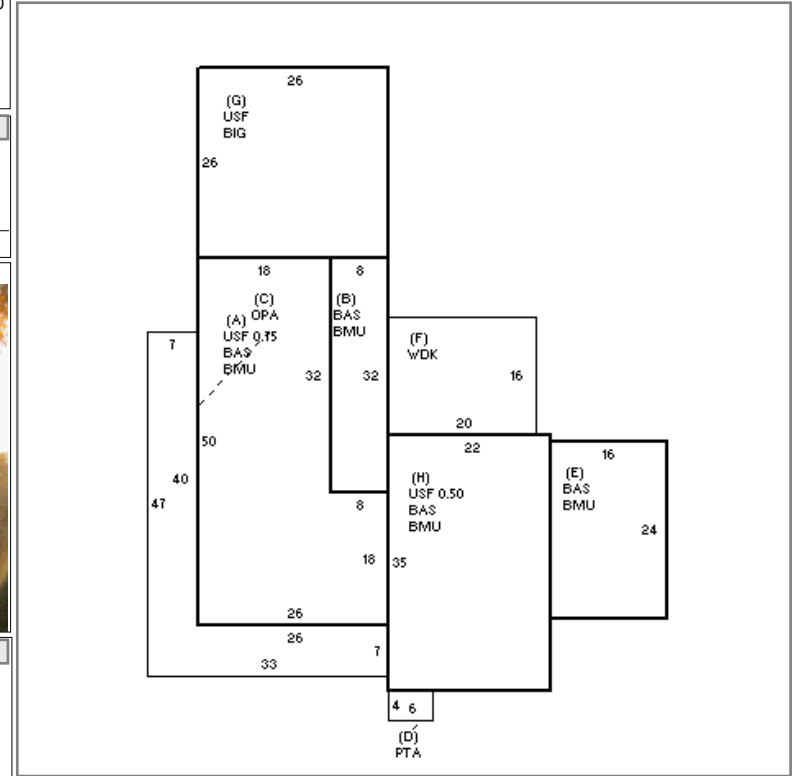 26
(G)
USF
BIG
26
18
8
(C)
OPA
(A)
USF 0.75
BAS
BMU
(B)
BAS
BMU
7
32
32
(F)
WDK
16
20
22
50
40
47
(H)
USF 0.50
BAS
BMU
16
(E)
BAS
BMU
24
8
18
35
26
26
7
33
4
6
(D)
PTA